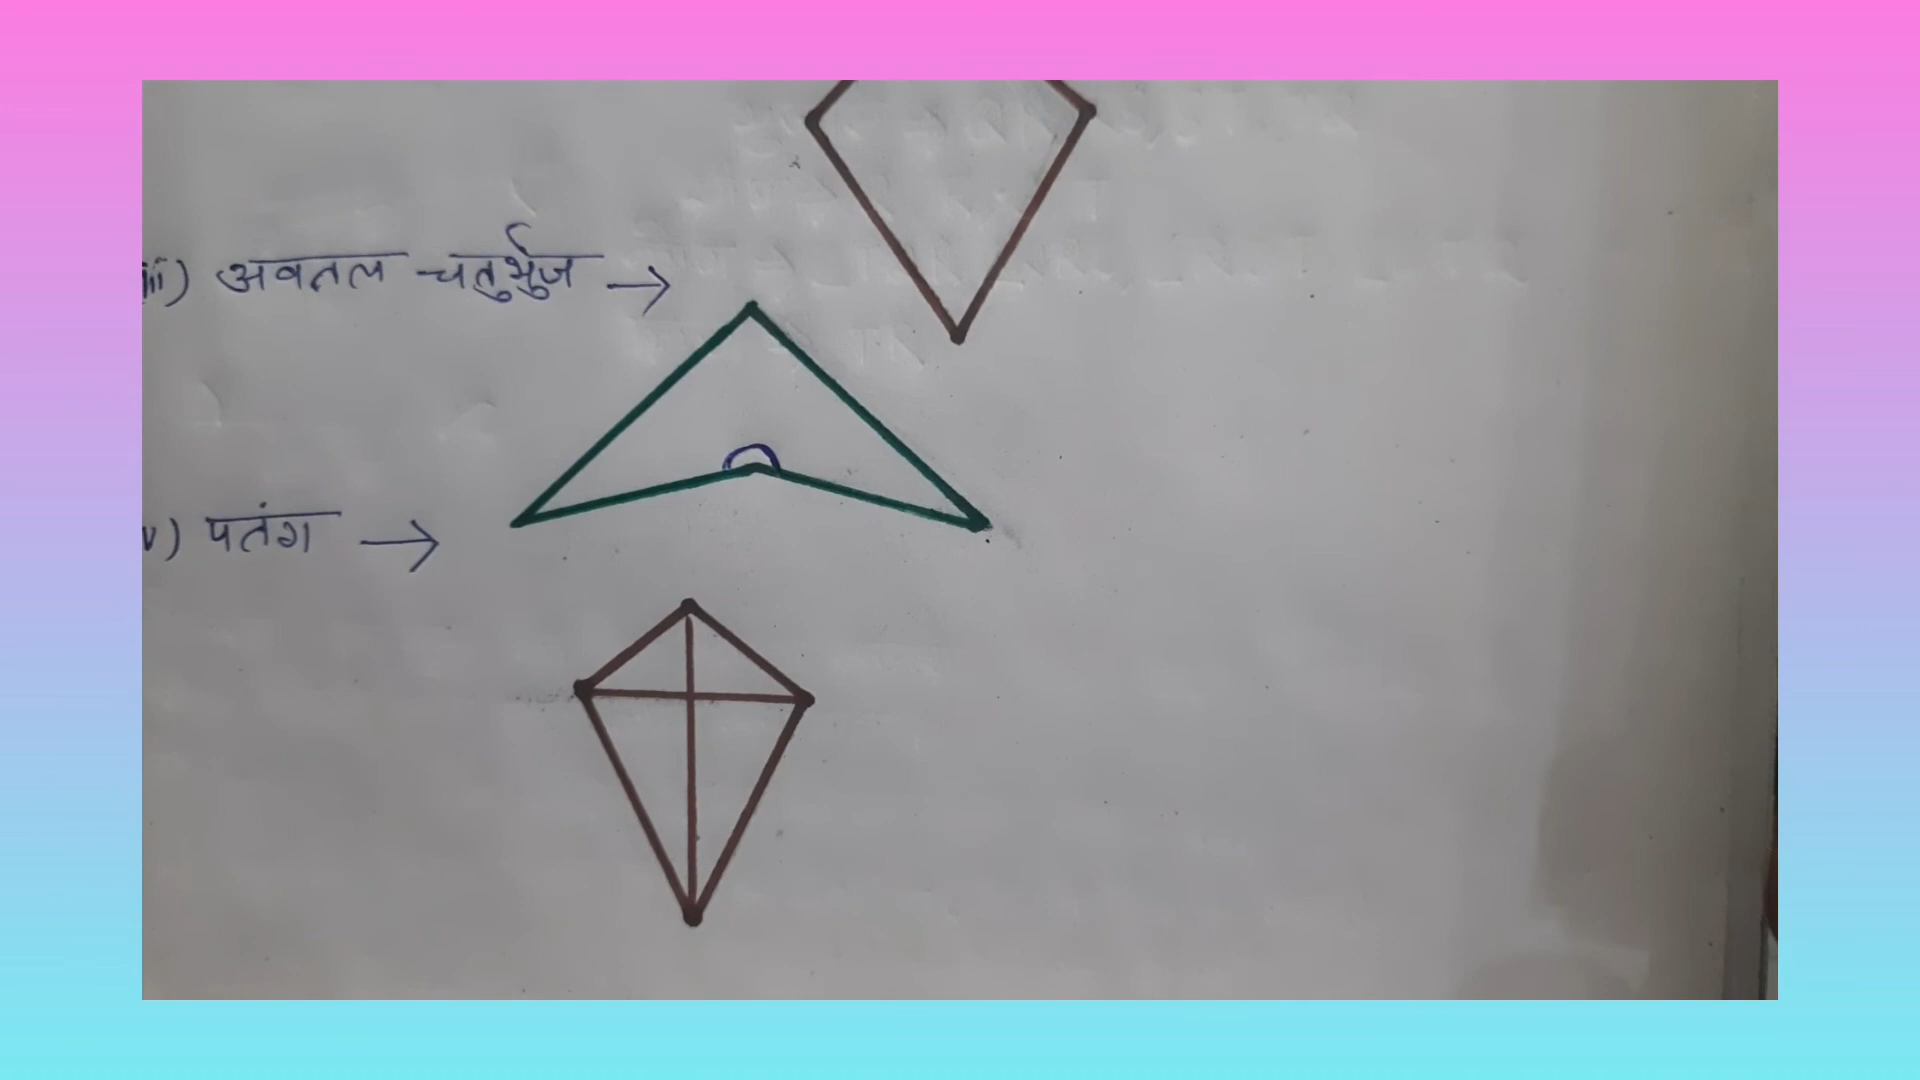 iii) अवतल चतुर्भुज →
v) पतंग →